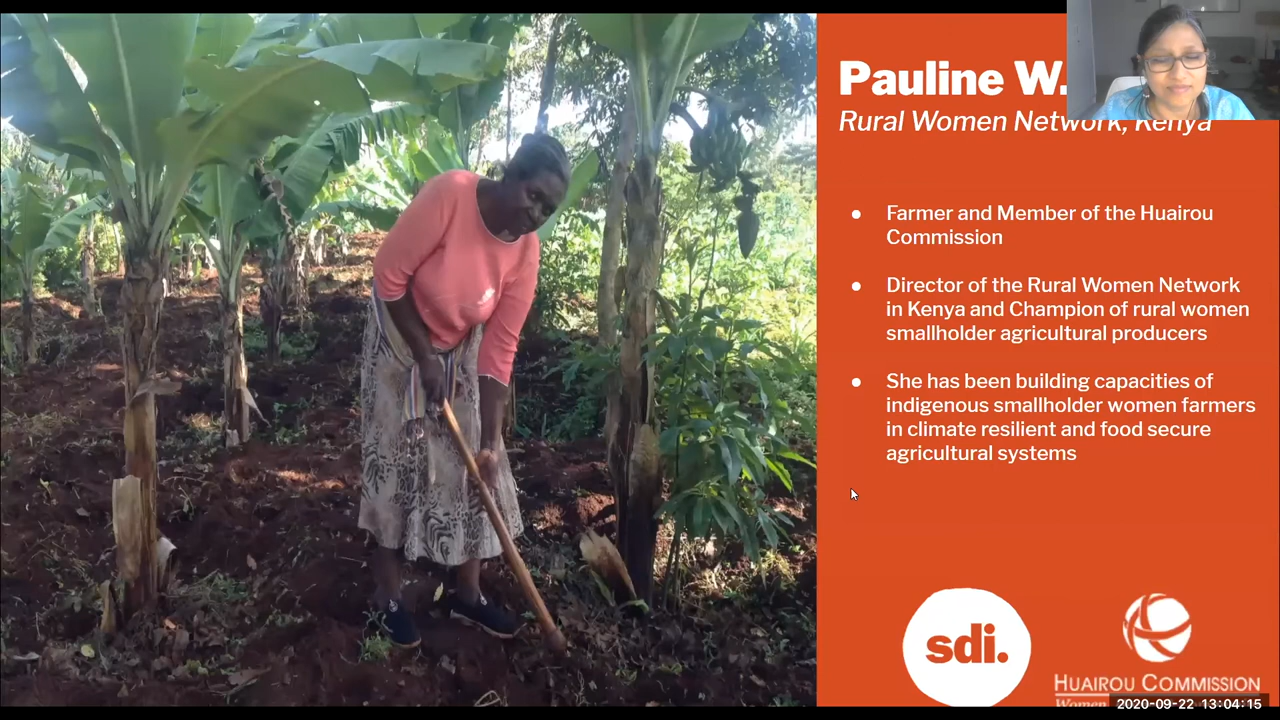 Pauline W.
Rural Women Network, Kenya
● Farmer and Member of the Huairou
Commission
● Director of the Rural Women Network
in Kenya and Champion of rural women
smallholder agricultural producers
● She has been building capacities of
indigenous smallholder women farmers
in climate resilient and food secure
agricultural systems
sdi.
HUAIROU COMMISSION
Women
2020-09-22 13:04:15